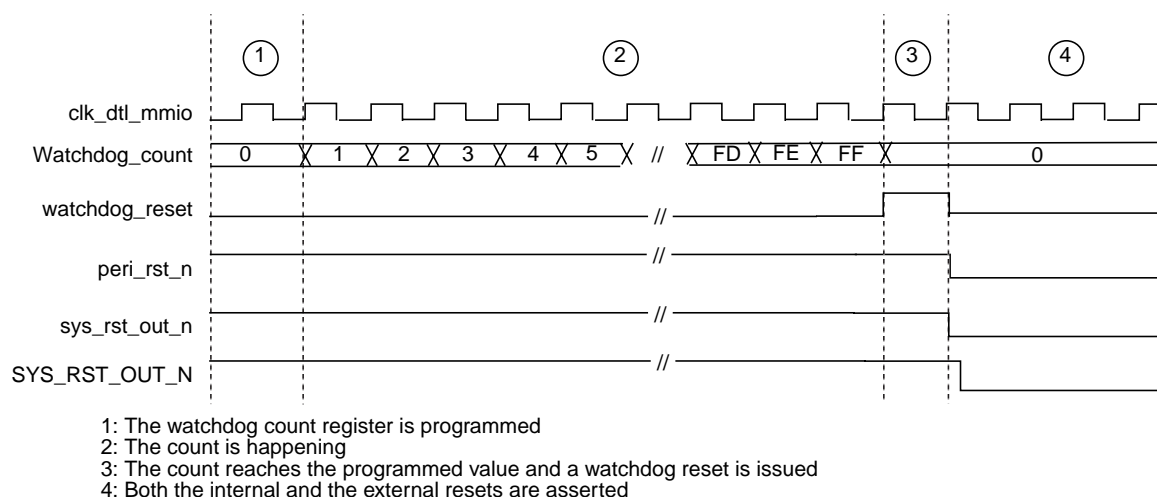 1 2 3 4
clk_dtl_mmio
Watchdog_count 0 1 2 3 4 5 // FD FE FF 0
watchdog_reset //
peri_rst_n //
sys_rst_out_n //
SYS_RST_OUT_N //
1: The watchdog count register is programmed
2: The count is happening
3: The count reaches the programmed value and a watchdog reset is issued
4: Both the internal and the external resets are asserted